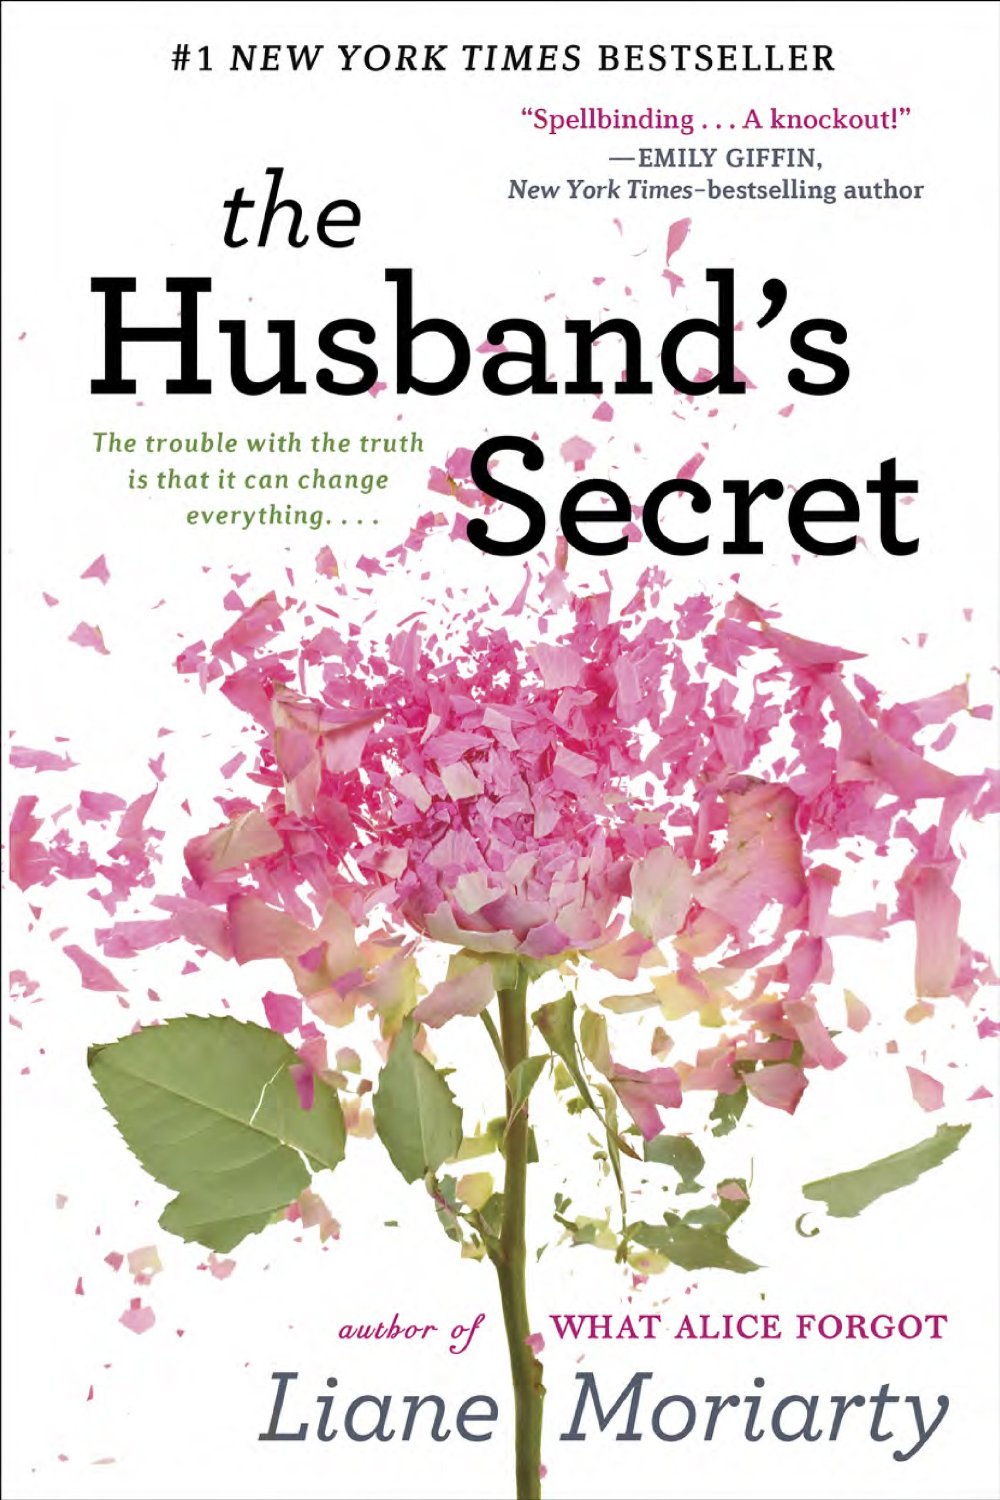 #1 NEW YORK TIMES BESTSELLER
“Spellbinding . . . A knockout!”
—EMILY GIFFIN,
New York Times–bestselling author
the
Husband’s
Secret
The trouble with the truth
is that it can change
everything. . . .
author of WHAT ALICE FORGOT
Liane Moriarty